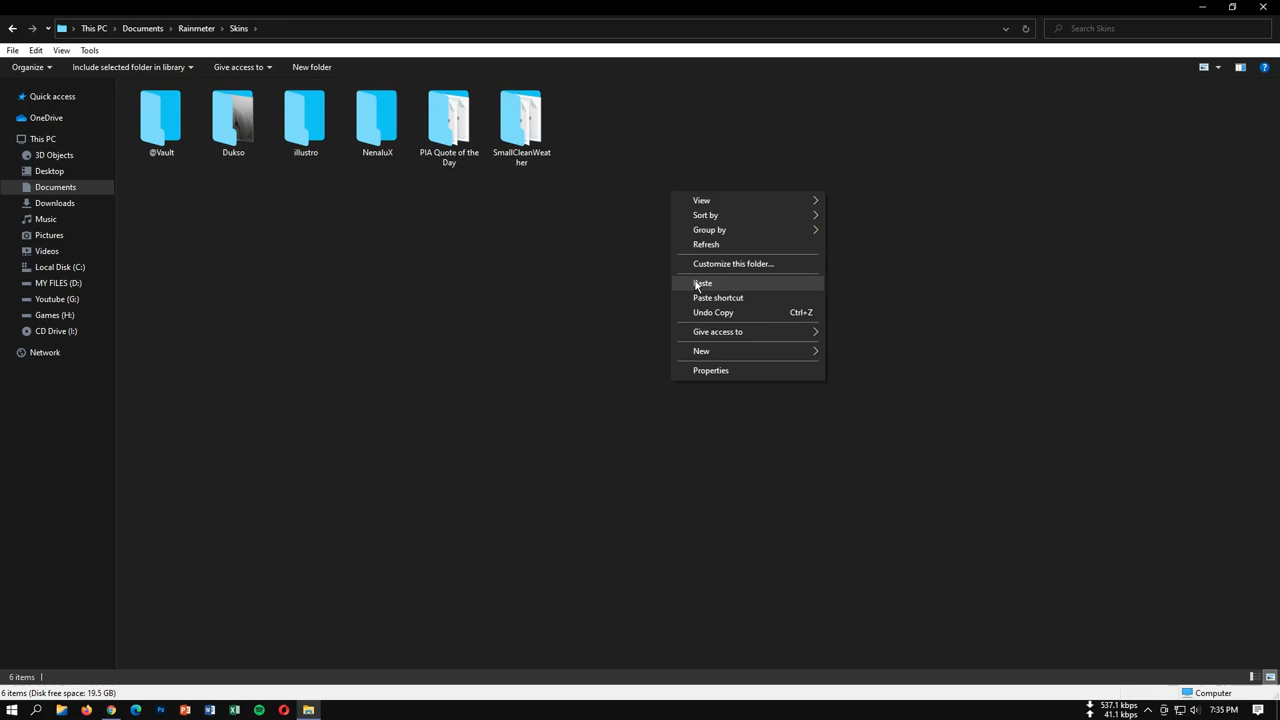 This PC > Documents > Rainmeter > Skins >
Search Skins
File Edit View Tools
Organize Include selected folder in library Give access to New folder
Quick access
OneDrive
This PC
3D Objects
Desktop
Documents
Downloads
Music
Pictures
Videos
Local Disk (C:)
MY FILES (D:)
Youtube (G:)
Games (H:)
CD Drive (I:)
Network
@Vault
Dukso
illustro
NenaluX
PIA Quote of the
Day
SmallCleanWeat
her
View
Sort by
Group by
Refresh
Customize this folder...
Paste shortcut
Undo Copy Ctrl+Z
Give access to
New
Properties
6 items
6 items (Disk free space: 19.5 GB)
Computer
537.1 kbps
41.1 kbps
7:35 PM